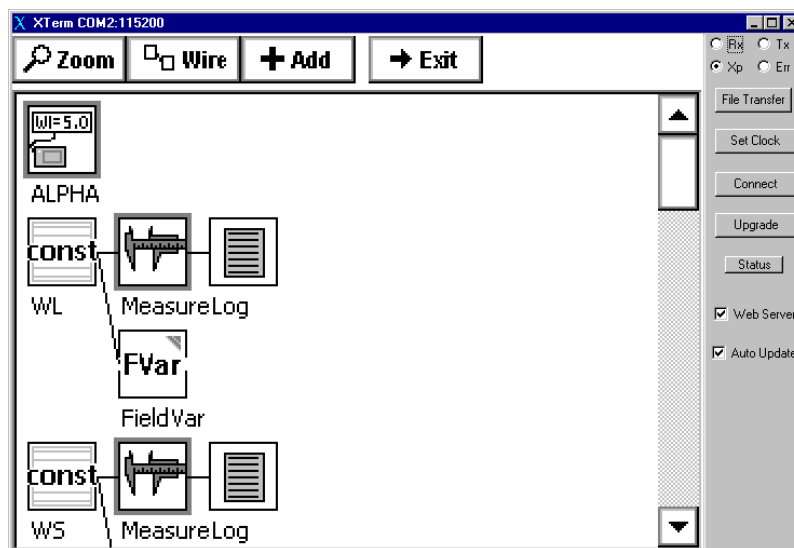 XTerm COM2:115200
Zoom
Wire
Add
Exit
Rx
Tx
Xp
Err
File Transfer
Set Clock
Connect
Upgrade
Status
Web Server
Auto Update
WI=5.0
ALPHA
const
WL
MeasureLog
FVar
FieldVar
const
WS
MeasureLog